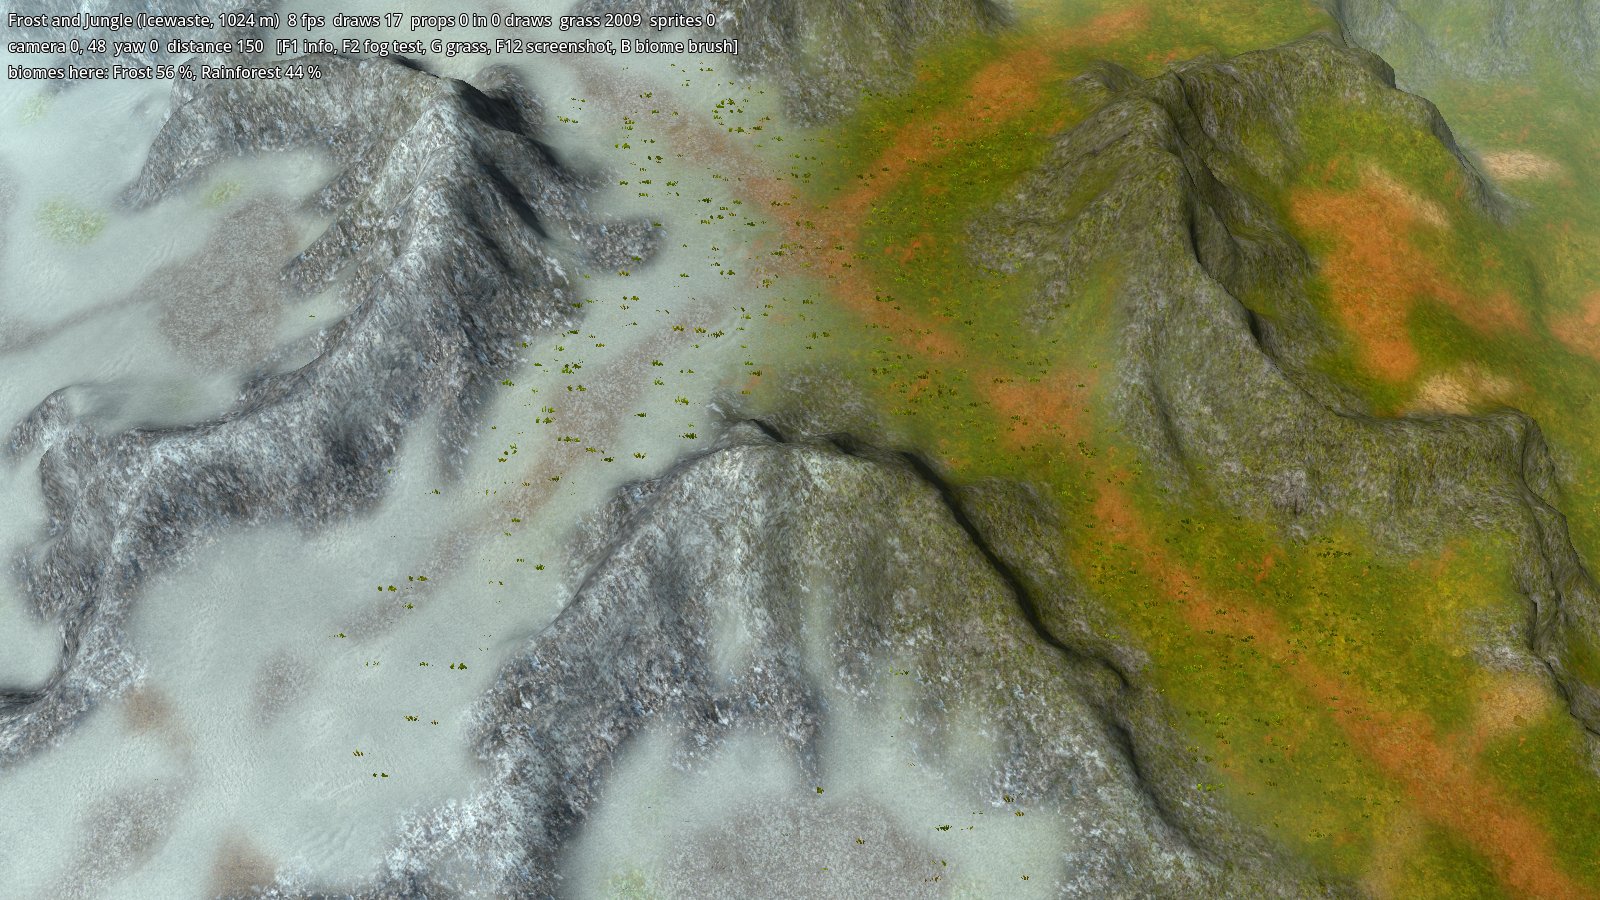 Frost and Jungle (Icewaste, 1024 m)  8 fps  draws 17  props 0 in 0 draws  grass 2009  sprites 0
camera 0, 48  yaw 0  distance 150   [F1 info, F2 fog test, G grass, F12 screenshot, B biome brush]
biomes here: Frost 56 %, Rainforest 44 %